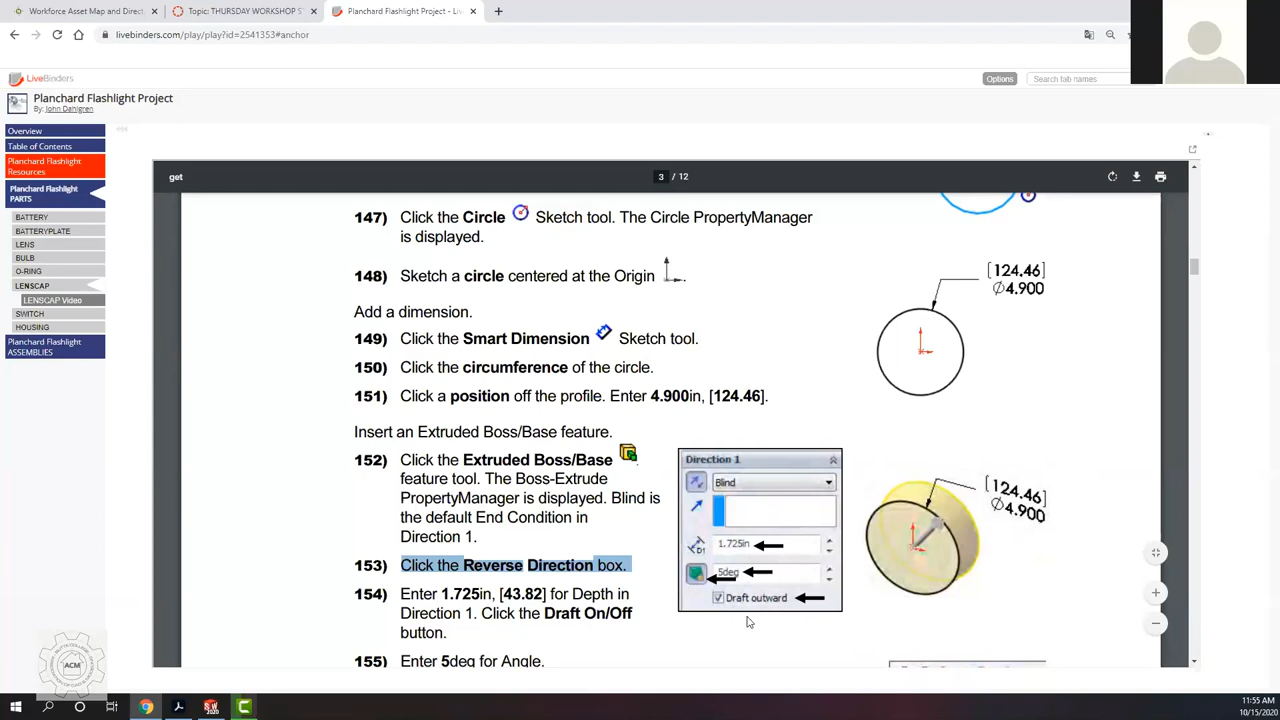 Workforce Asset Map and Direct
Topic: THURSDAY WORKSHOP S
Planchard Flashlight Project - Liv
livebinders.com/play/play?id=2541353#anchor
LiveBinders
Options
Search tab names
Planchard Flashlight Project
By: John Dahlgren
Overview
Table of Contents
Planchard Flashlight
Resources
Planchard Flashlight
PARTS
BATTERY
BATTERYPLATE
LENS
BULB
O-RING
LENSCAP
LENSCAP Video
SWITCH
HOUSING
Planchard Flashlight
ASSEMBLIES
get
3 / 12
147) Click the Circle Sketch tool. The Circle PropertyManager
is displayed.
148) Sketch a circle centered at the Origin .
Add a dimension.
149) Click the Smart Dimension Sketch tool.
150) Click the circumference of the circle.
151) Click a position off the profile. Enter 4.900in, [124.46].
[124.46]
Ø4.900
Insert an Extruded Boss/Base feature.
152) Click the Extruded Boss/Base
feature tool. The Boss-Extrude
PropertyManager is displayed. Blind is
the default End Condition in
Direction 1.
153) Click the Reverse Direction box.
154) Enter 1.725in, [43.82] for Depth in
Direction 1. Click the Draft On/Off
button.
155) Enter 5deg for Angle.
Direction 1
Blind
D1
1.725in
5deg
Draft outward
[124.46]
Ø4.900
ACM
SW
2020
11:55 AM
10/15/2020